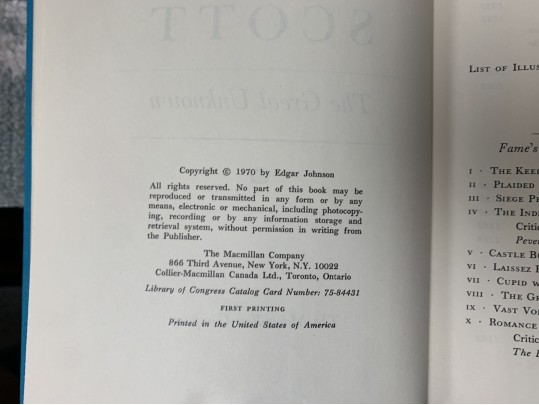 SCOTT
The Great Unknown
Copyright © 1970 by Edgar Johnson
All rights reserved. No part of this book may be
reproduced or transmitted in any form or by any
means, electronic or mechanical, including photocopy-
ing, recording or by any information storage and
retrieval system, without permission in writing from
the Publisher.
The Macmillan Company
866 Third Avenue, New York, N.Y. 10022
Collier-Macmillan Canada Ltd., Toronto, Ontario
Library of Congress Catalog Card Number: 75-84431
FIRST PRINTING
Printed in the United States of America
LIST OF ILLUS
Fame's
I · THE KEE
II · PLAIDED
III · SIEGE PE
IV · THE IND
Critic
Peve
V · CASTLE BU
VI · LAISSEZ F
VII · CUPID W
VIII · THE GR
IX · VAST VO
X · ROMANCE
Critic
The